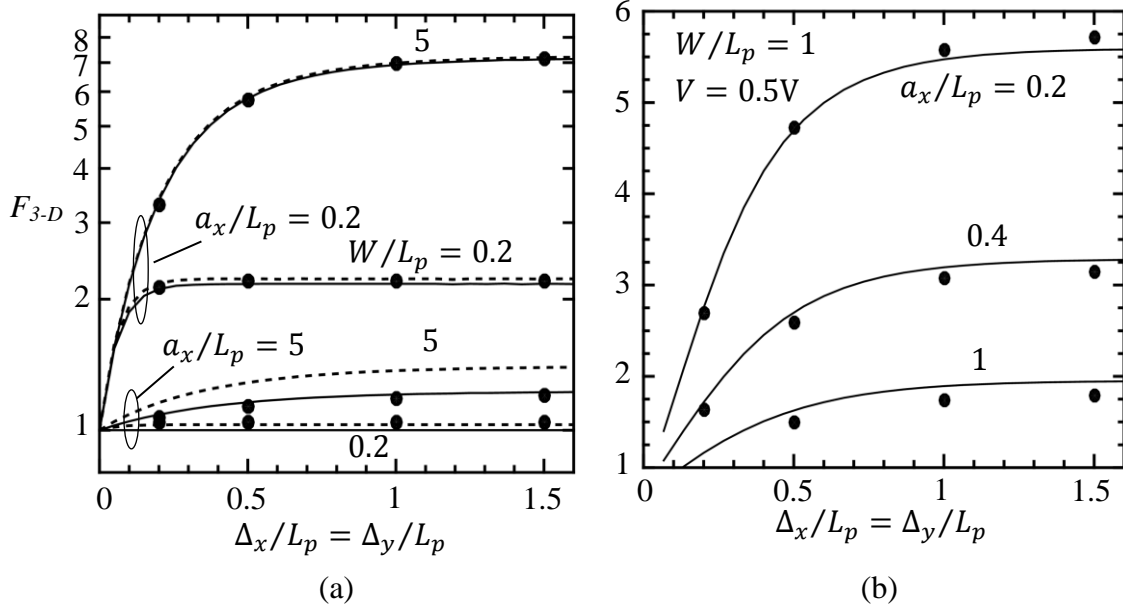 8
7
6
5
4
3
2
1
F3-D
5
aₓ/Lₚ = 0.2
W/Lₚ = 0.2
aₓ/Lₚ = 5
5
0.2
0
0.5
1
1.5
Δₓ/Lₚ = Δᵧ/Lₚ
(a)
6
5
4
3
2
1
W/Lₚ = 1
V = 0.5V
aₓ/Lₚ = 0.2
0.4
1
0
0.5
1
1.5
Δₓ/Lₚ = Δᵧ/Lₚ
(b)